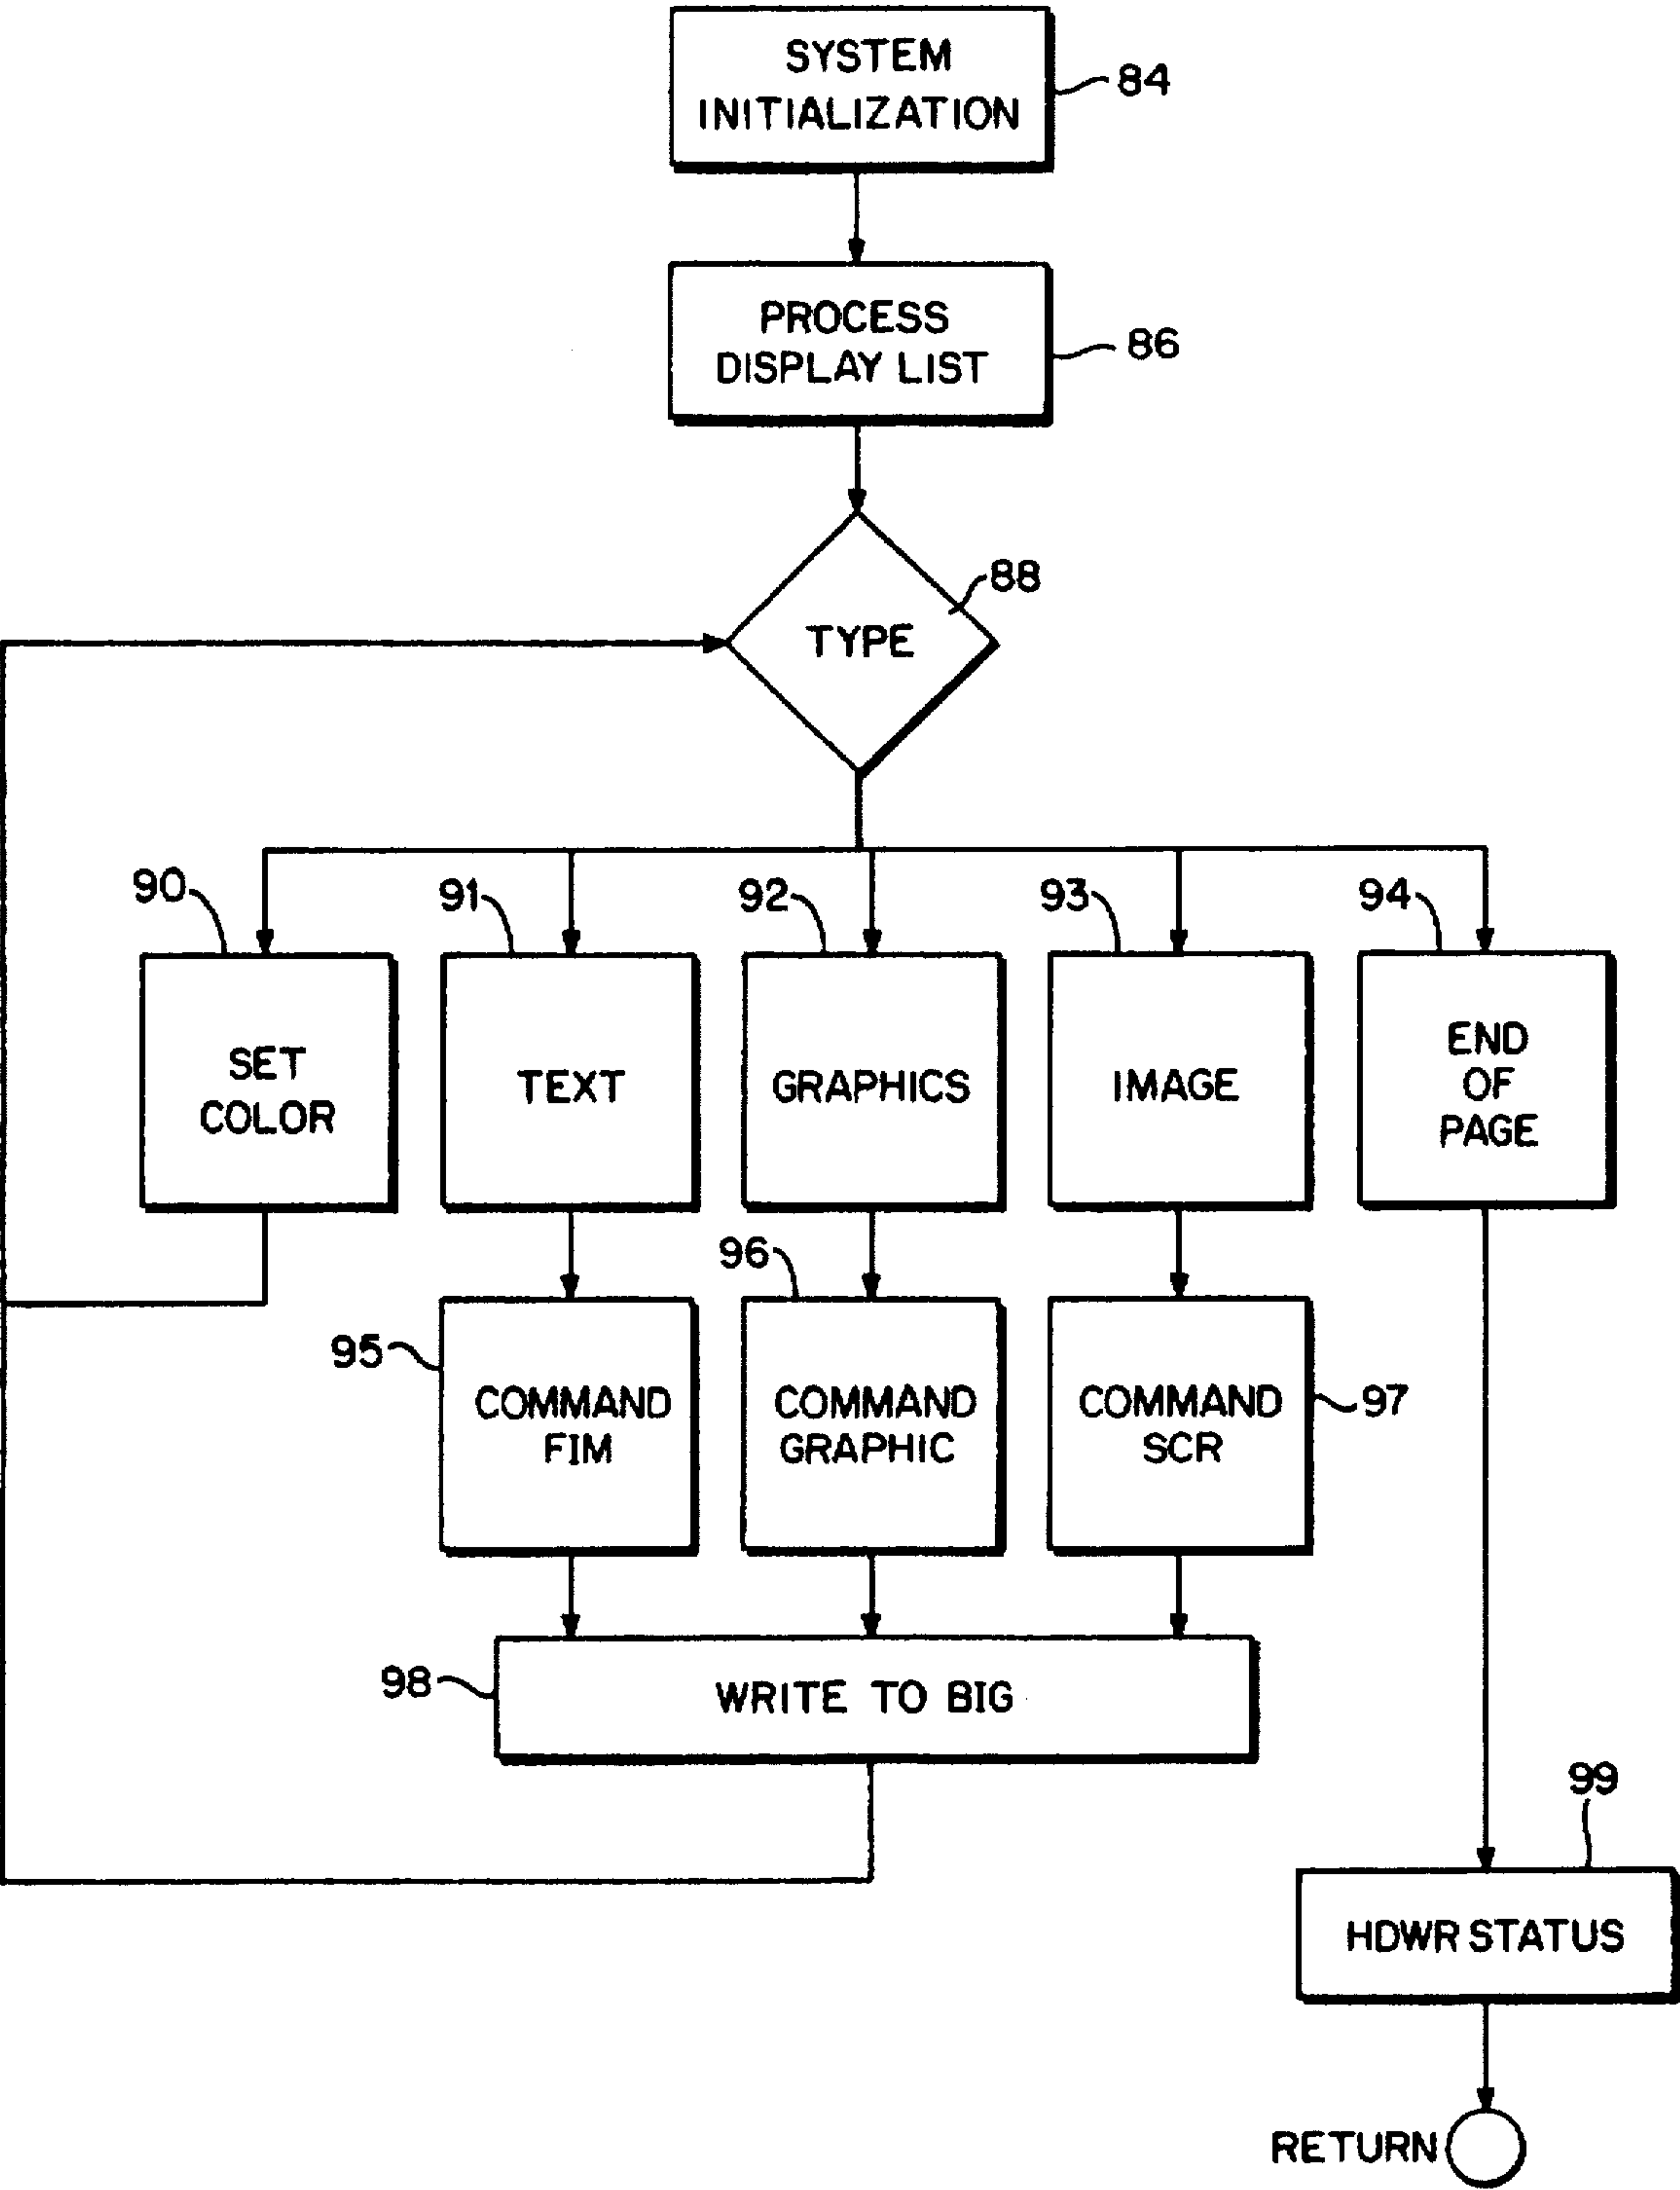 SYSTEM
INITIALIZATION
84
PROCESS
DISPLAY LIST
86
88
TYPE
90
91
92
93
94
SET
COLOR
TEXT
GRAPHICS
IMAGE
END
OF
PAGE
96
95
COMMAND
FIM
COMMAND
GRAPHIC
COMMAND
SCR
97
98
WRITE TO BIG
99
HDWR STATUS
RETURN